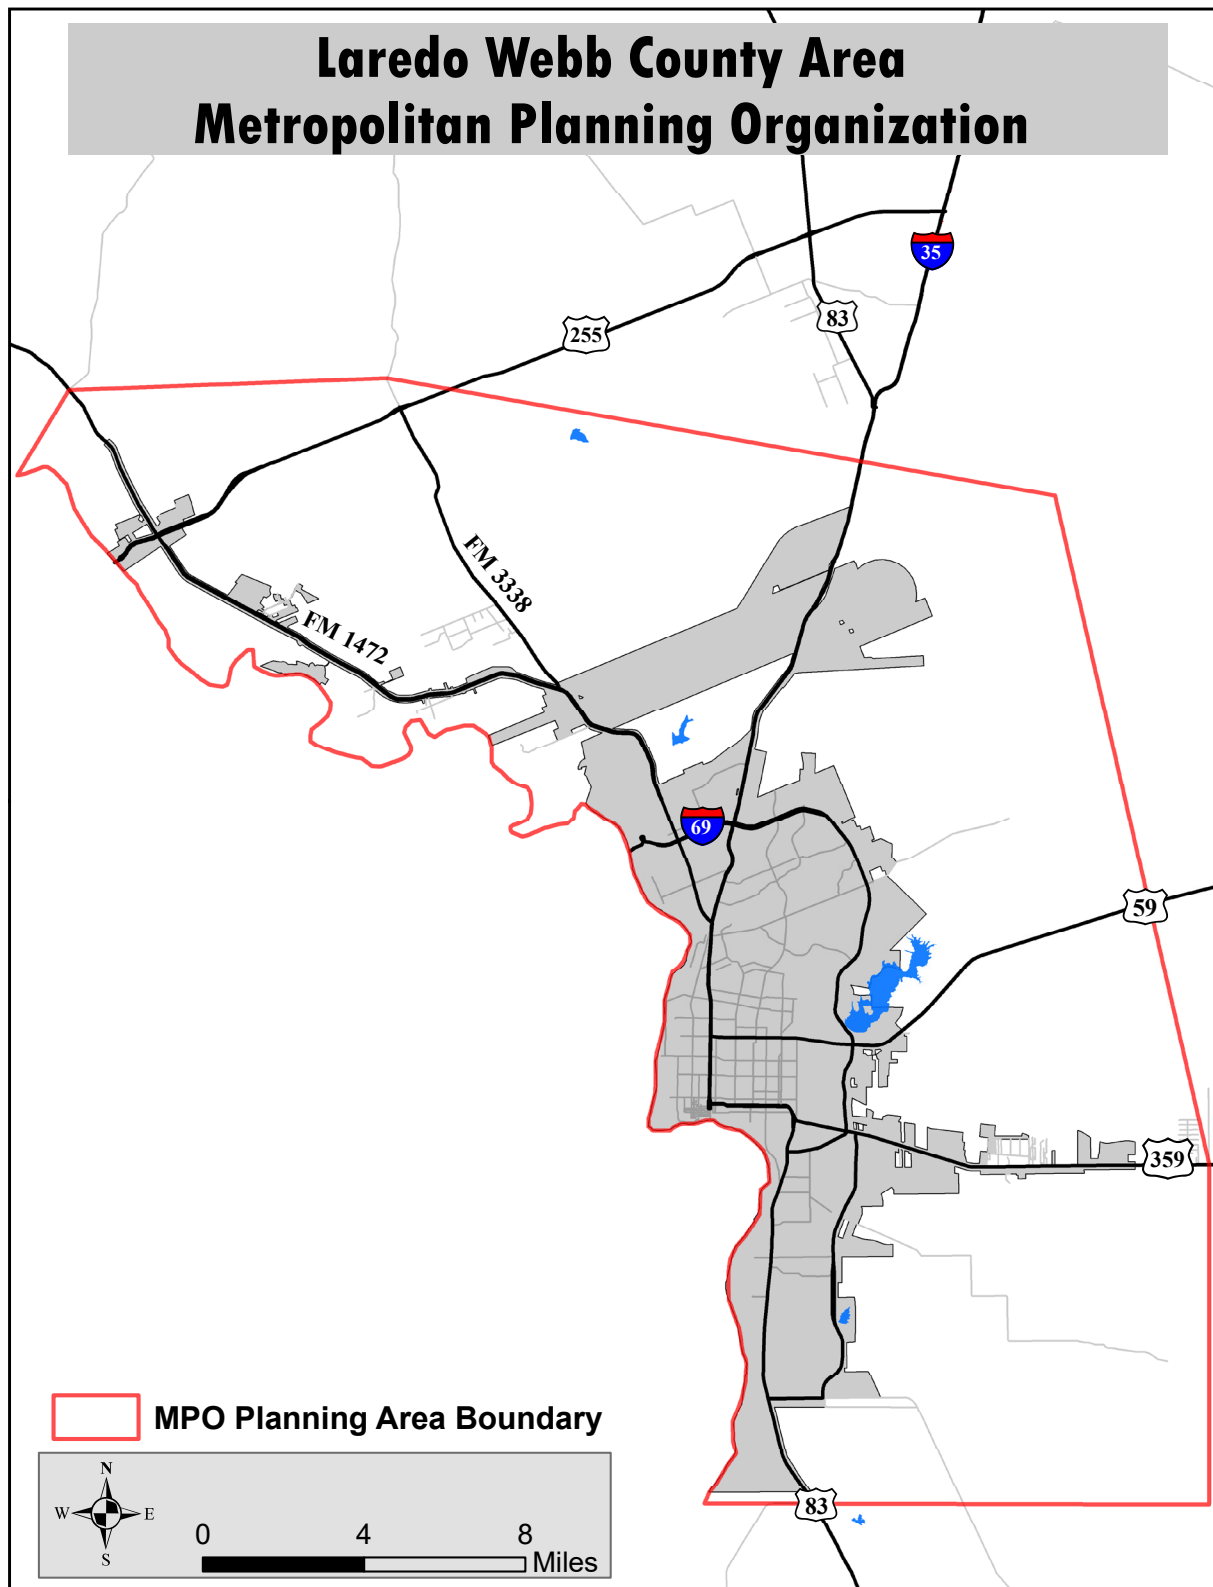 Laredo Webb County Area
Metropolitan Planning Organization
35
83
255
FM 3338
FM 1472
69
59
359
MPO Planning Area Boundary
N
W E
S
0 4 8
Miles
83